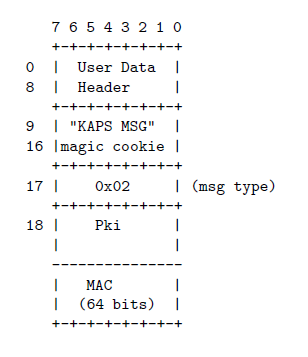 7 6 5 4 3 2 1 0
+-+-+-+-+-+-+-+
0 | User Data |
8 | Header |
+-+-+-+-+-+-+-+
9 | "KAPS MSG" |
16 |magic cookie |
+-+-+-+-+-+-+-+
17 | 0x02 | (msg type)
+-+-+-+-+-+-+-+
18 | Pki |
| |
---------------
| MAC |
| (64 bits) |
+-+-+-+-+-+-+-+